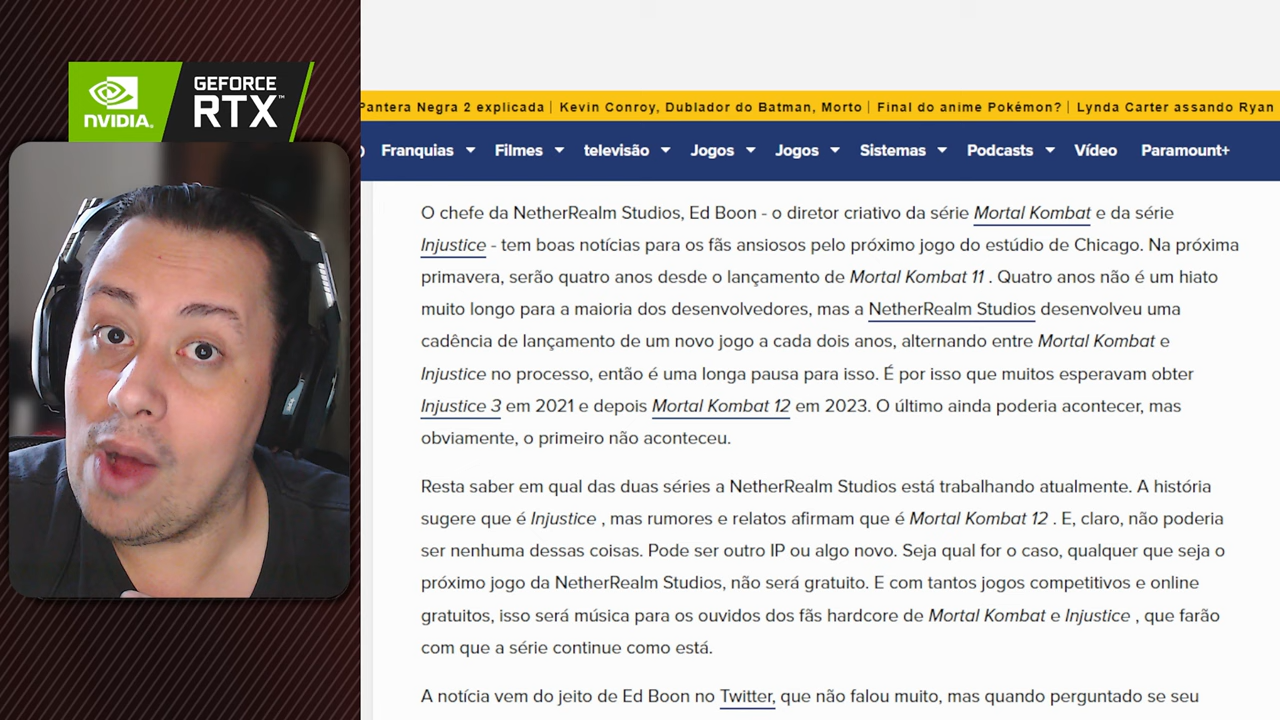 NVIDIA.
GEFORCE
RTX™
Pantera Negra 2 explicada | Kevin Conroy, Dublador do Batman, Morto | Final do anime Pokémon? | Lynda Carter assando Ryan
Franquias Filmes televisão Jogos Jogos Sistemas Podcasts Vídeo Paramount+
O chefe da NetherRealm Studios, Ed Boon - o diretor criativo da série Mortal Kombat e da série
Injustice - tem boas notícias para os fãs ansiosos pelo próximo jogo do estúdio de Chicago. Na próxima
primavera, serão quatro anos desde o lançamento de Mortal Kombat 11 . Quatro anos não é um hiato
muito longo para a maioria dos desenvolvedores, mas a NetherRealm Studios desenvolveu uma
cadência de lançamento de um novo jogo a cada dois anos, alternando entre Mortal Kombat e
Injustice no processo, então é uma longa pausa para isso. É por isso que muitos esperavam obter
Injustice 3 em 2021 e depois Mortal Kombat 12 em 2023. O último ainda poderia acontecer, mas
obviamente, o primeiro não aconteceu.
Resta saber em qual das duas séries a NetherRealm Studios está trabalhando atualmente. A história
sugere que é Injustice , mas rumores e relatos afirmam que é Mortal Kombat 12 . E, claro, não poderia
ser nenhuma dessas coisas. Pode ser outro IP ou algo novo. Seja qual for o caso, qualquer que seja o
próximo jogo da NetherRealm Studios, não será gratuito. E com tantos jogos competitivos e online
gratuitos, isso será música para os ouvidos dos fãs hardcore de Mortal Kombat e Injustice , que farão
com que a série continue como está.
A notícia vem do jeito de Ed Boon no Twitter, que não falou muito, mas quando perguntado se seu